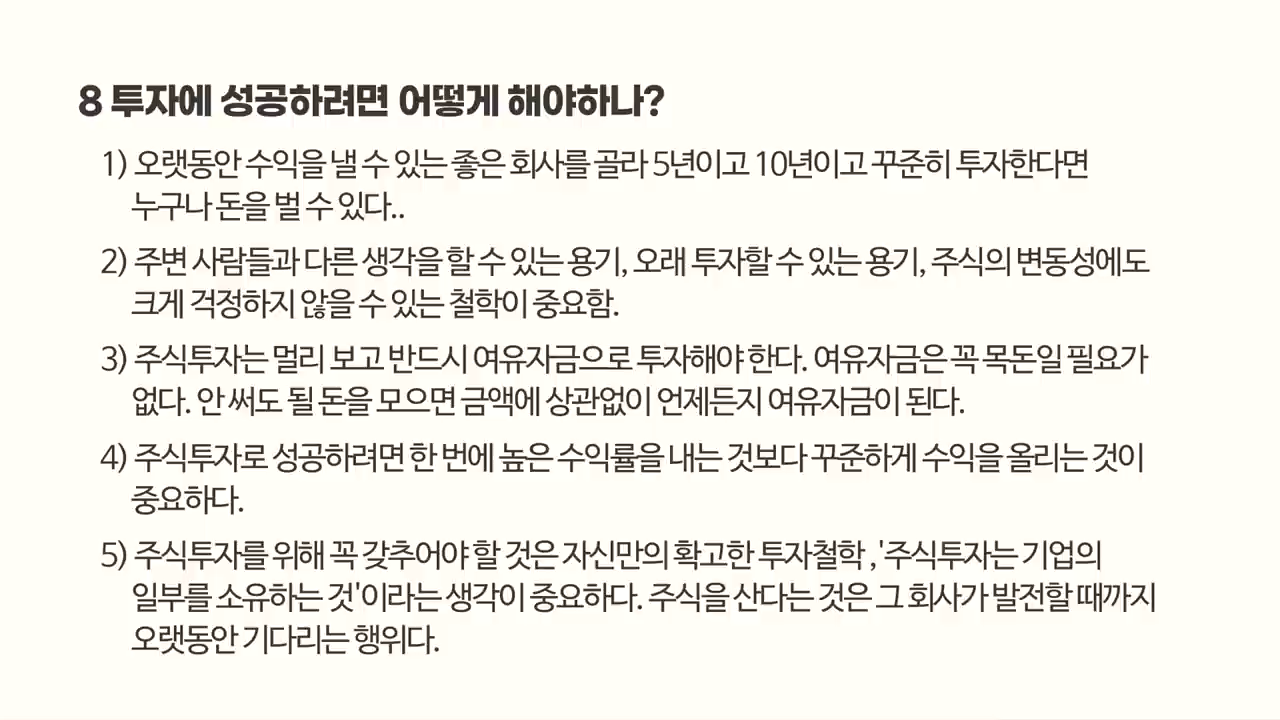 8 투자에 성공하려면 어떻게 해야하나?
1) 오랫동안 수익을 낼 수 있는 좋은 회사를 골라 5년이고 10년이고 꾸준히 투자한다면
누구나 돈을 벌 수 있다..
2) 주변 사람들과 다른 생각을 할 수 있는 용기, 오래 투자할 수 있는 용기, 주식의 변동성에도
크게 걱정하지 않을 수 있는 철학이 중요함.
3) 주식투자는 멀리 보고 반드시 여유자금으로 투자해야 한다. 여유자금은 꼭 목돈일 필요가
없다. 안 써도 될 돈을 모으면 금액에 상관없이 언제든지 여유자금이 된다.
4) 주식투자로 성공하려면 한 번에 높은 수익률을 내는 것보다 꾸준하게 수익을 올리는 것이
중요하다.
5) 주식투자를 위해 꼭 갖추어야 할 것은 자신만의 확고한 투자철학 ,'주식투자는 기업의
일부를 소유하는 것'이라는 생각이 중요하다. 주식을 산다는 것은 그 회사가 발전할 때까지
오랫동안 기다리는 행위다.